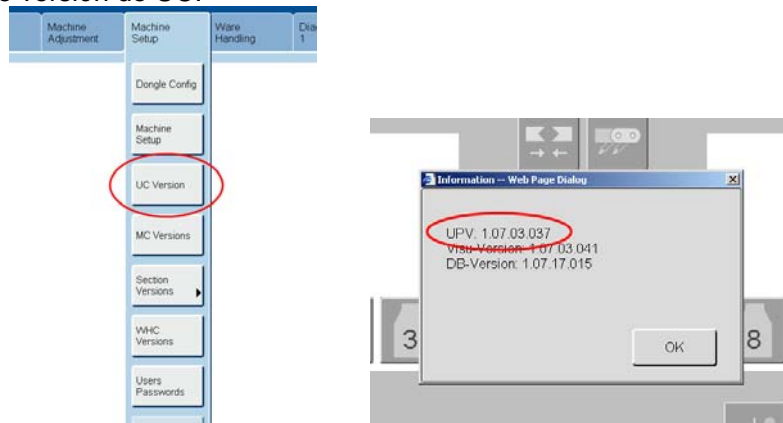 Machine
Adjustment
Machine
Setup
Ware
Handling
1
Dongle Config
Machine
Setup
UC Version
MC Versions
Section
Versions
WHC
Versions
Users
Passwords
Information -- Web Page Dialog
UPV. 1.07.03.037
Visu-Version: 1.07.03.041
DB-Version: 1.07.17.015
3
OK
8